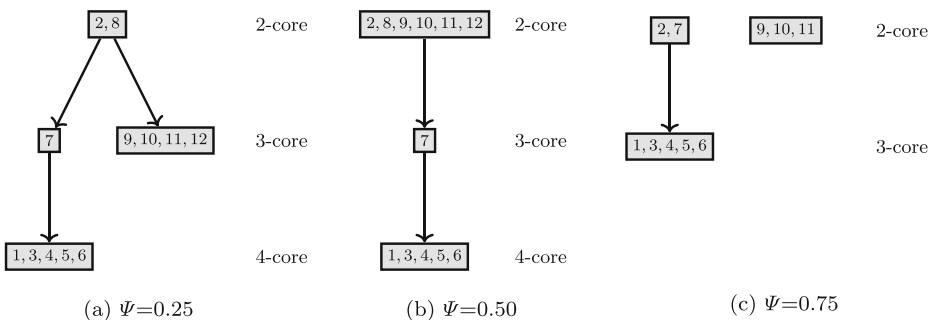 2, 8
2-core
7
9, 10, 11, 12
3-core
1, 3, 4, 5, 6
4-core
(a) Ψ=0.25
2, 8, 9, 10, 11, 12
2-core
7
3-core
1, 3, 4, 5, 6
4-core
(b) Ψ=0.50
2, 7
9, 10, 11
2-core
1, 3, 4, 5, 6
3-core
(c) Ψ=0.75